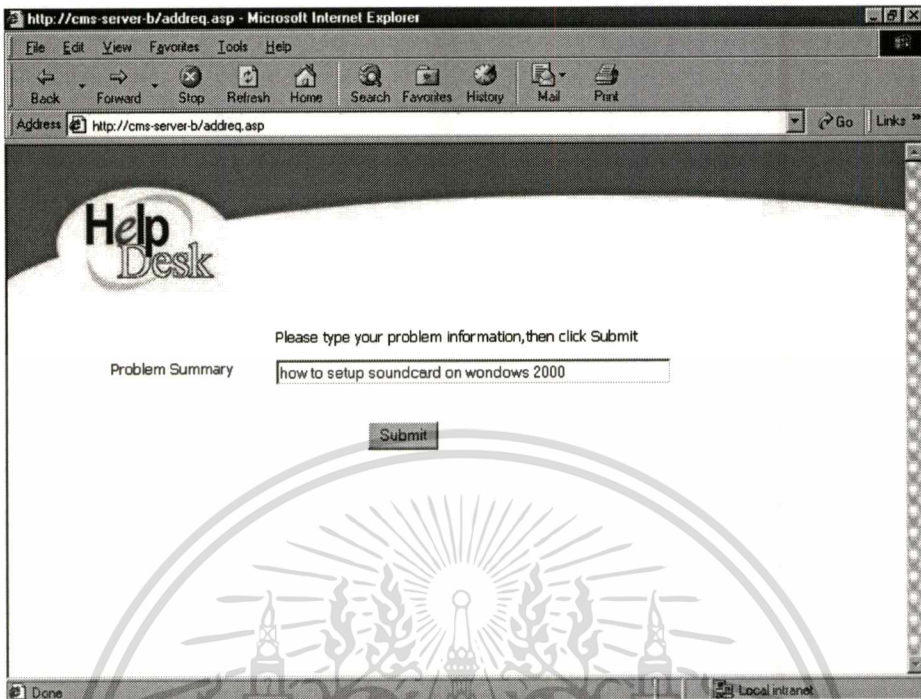 http://cms-server-b/addreq.asp - Microsoft Internet Explorer
File Edit View Favorites Tools Help
Back Forward Stop Refresh Home Search Favorites History Mail Print
Address http://cms-server-b/addreq.asp Go Links »
Help
Desk
Please type your problem information,then click Submit
Problem Summary how to setup soundcard on wondows 2000
Submit
Done Local intranet